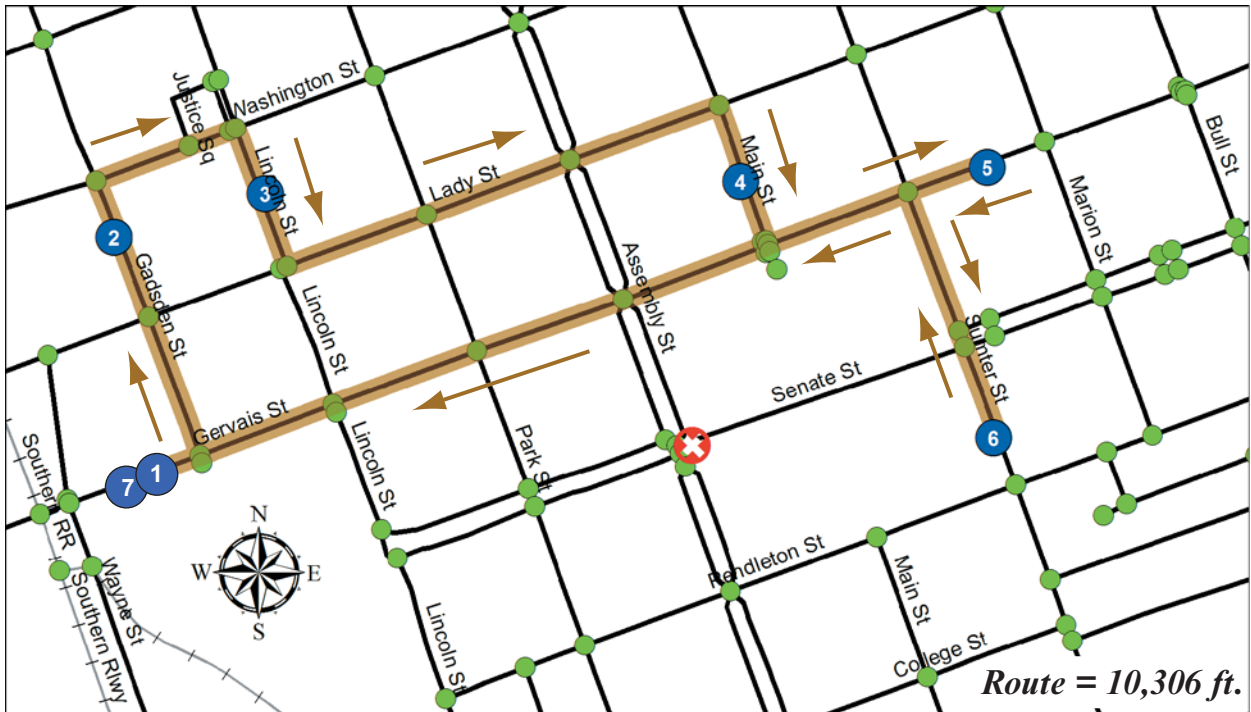 Justice Sq
Washington St
Bull St
Lincoln St
3
Lady St
Main St
4
5
Marion St
2
Gadsden St
Assembly St
Lincoln St
Sumter St
Senate St
Gervais St
6
7
1
Park St
Lincoln St
Southern RR
Wayne St
Southern Rlwy
N
W
E
S
Pendleton St
Main St
Lincoln St
College St
Route = 10,306 ft.